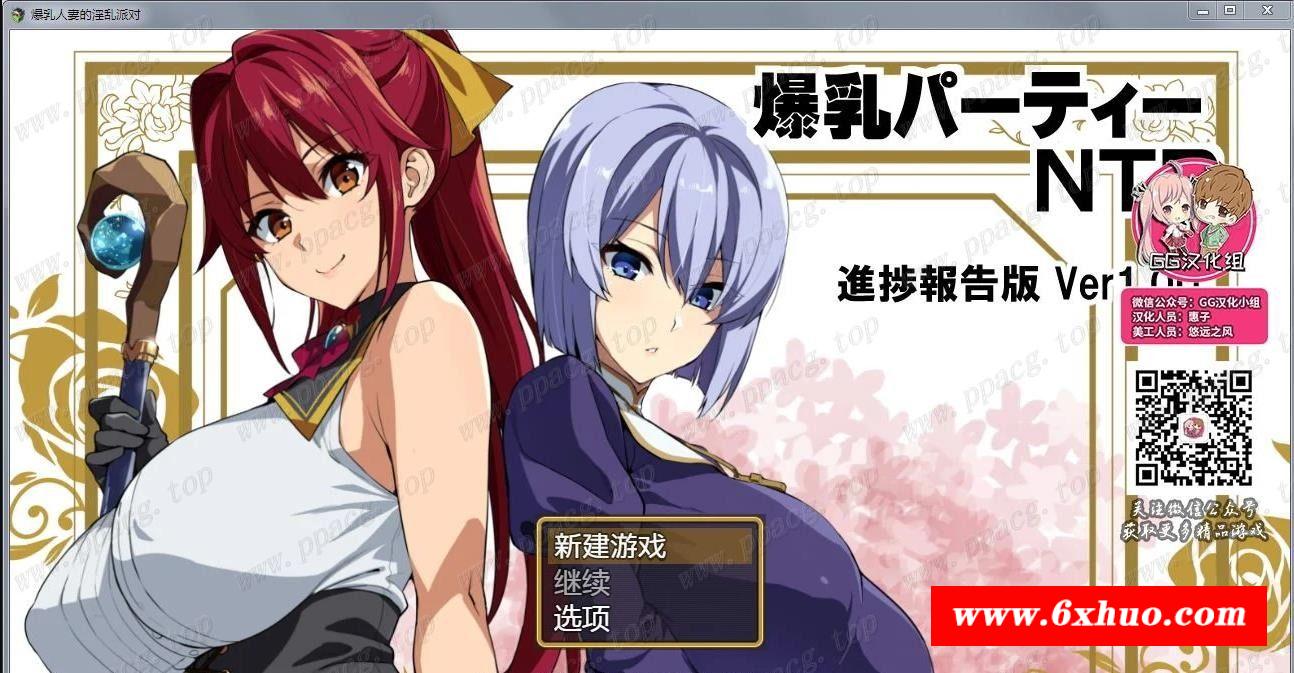 爆乳人妻的淫乱派对
爆乳パーティー
NT
進捗報告版 Ver1.
GG汉化组
微信公众号：GG汉化小组
汉化人员：惠子
美工人员：悠远之风
关注微信公众号
获取更多精品游戏
新建游戏
继续
选项
www.6xhuo.com
www.ppacg.top